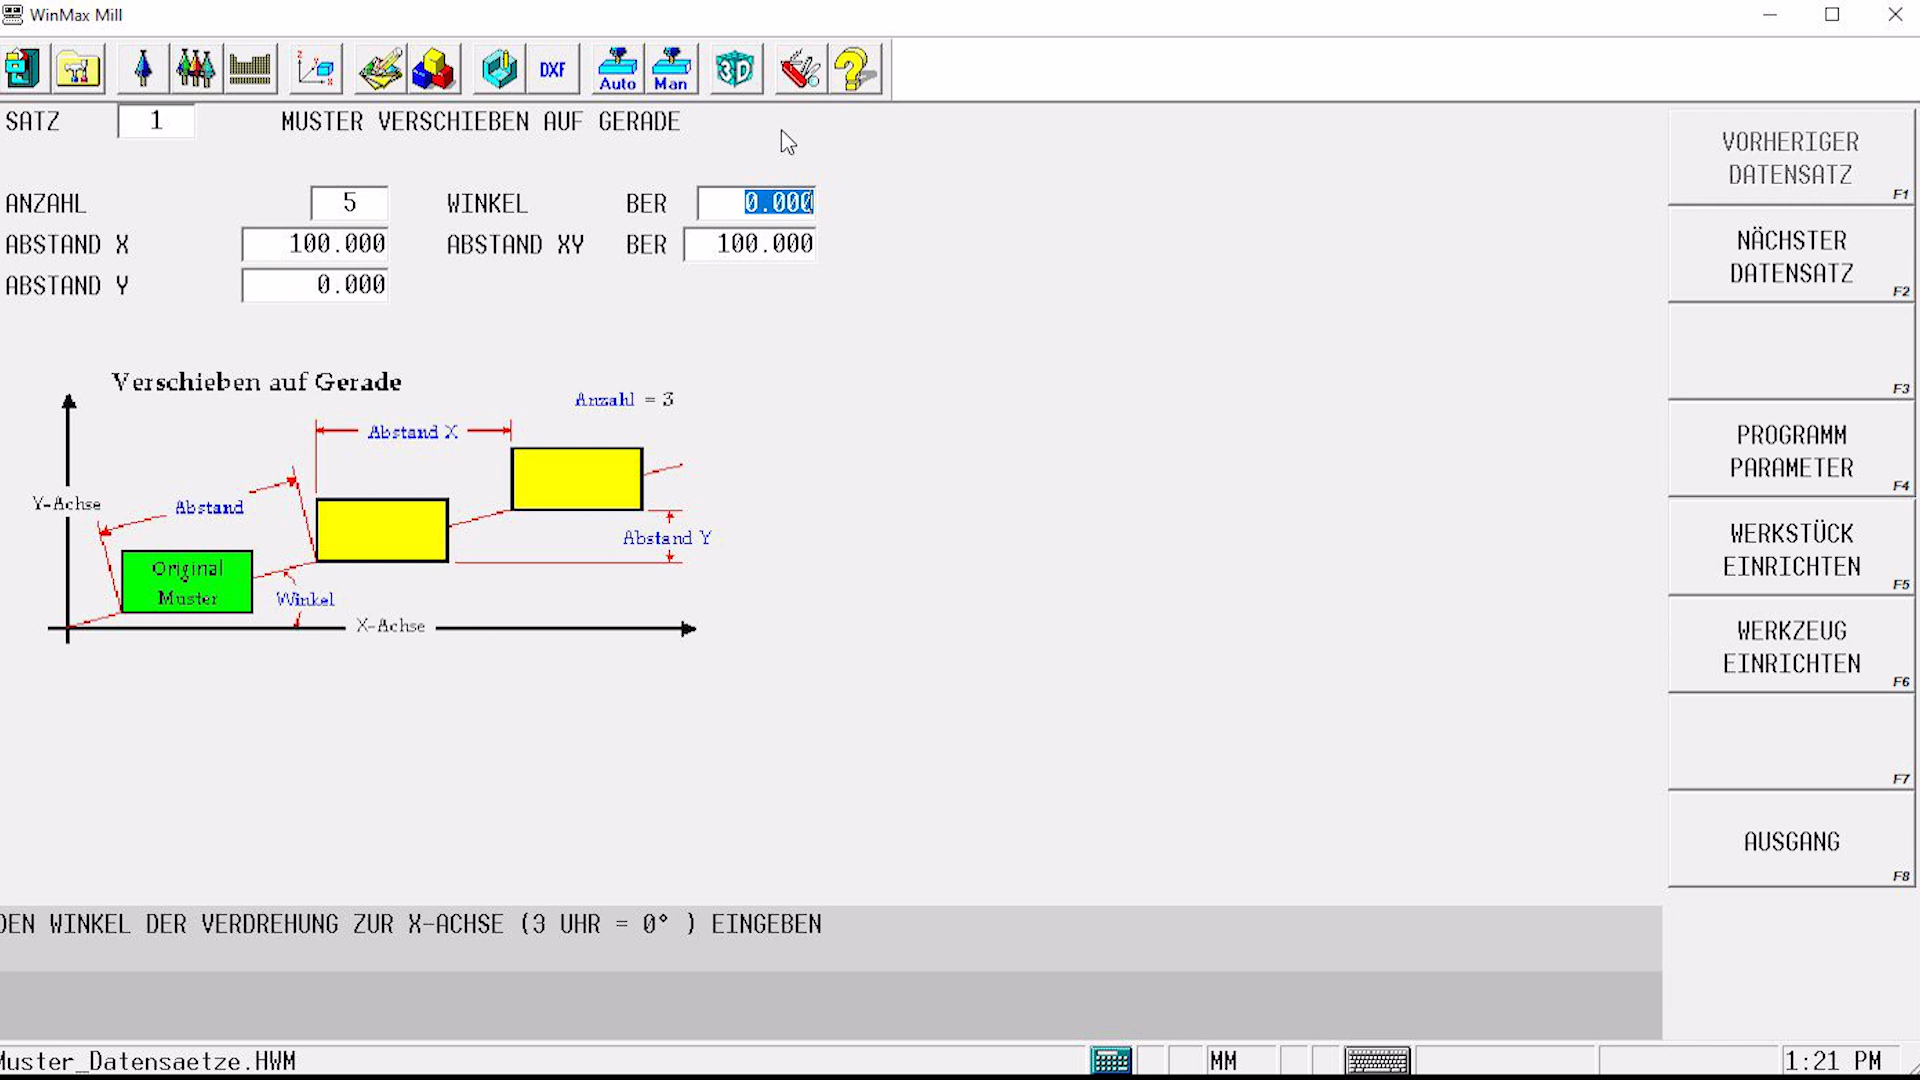 WinMax Mill
DXF
Auto
Man
3D
SATZ 1 MUSTER VERSCHIEBEN AUF GERADE
ANZAHL 5 WINKEL BER 0.000
ABSTAND X 100.000 ABSTAND XY BER 100.000
ABSTAND Y 0.000
Verschieben auf Gerade
Anzahl = 3
Abstand X
Y-Achse
Abstand
Abstand Y
Original
Muster
Winkel
X-Achse
VORHERIGER
DATENSATZ
F1
NÄCHSTER
DATENSATZ
F2
F3
PROGRAMM
PARAMETER
F4
WERKSTÜCK
EINRICHTEN
F5
WERKZEUG
EINRICHTEN
F6
F7
AUSGANG
F8
DEN WINKEL DER VERDREHUNG ZUR X-ACHSE (3 UHR = 0° ) EINGEBEN
Muster_Datensaetze.HWM
MM
1:21 PM